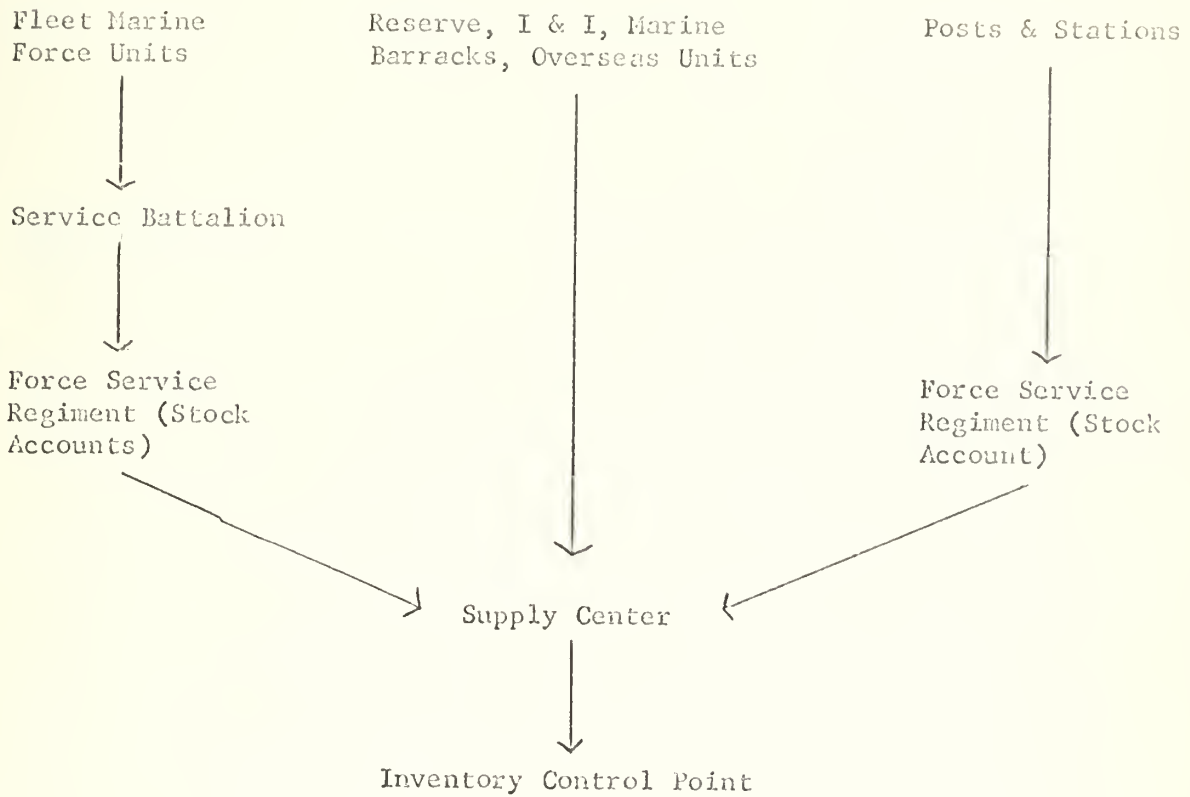 Fleet Marine
Force Units
Reserve, I & I, Marine
Barracks, Overseas Units
Posts & Stations
Service Battalion
Force Service
Regiment (Stock
Accounts)
Force Service
Regiment (Stock
Account)
Supply Center
Inventory Control Point